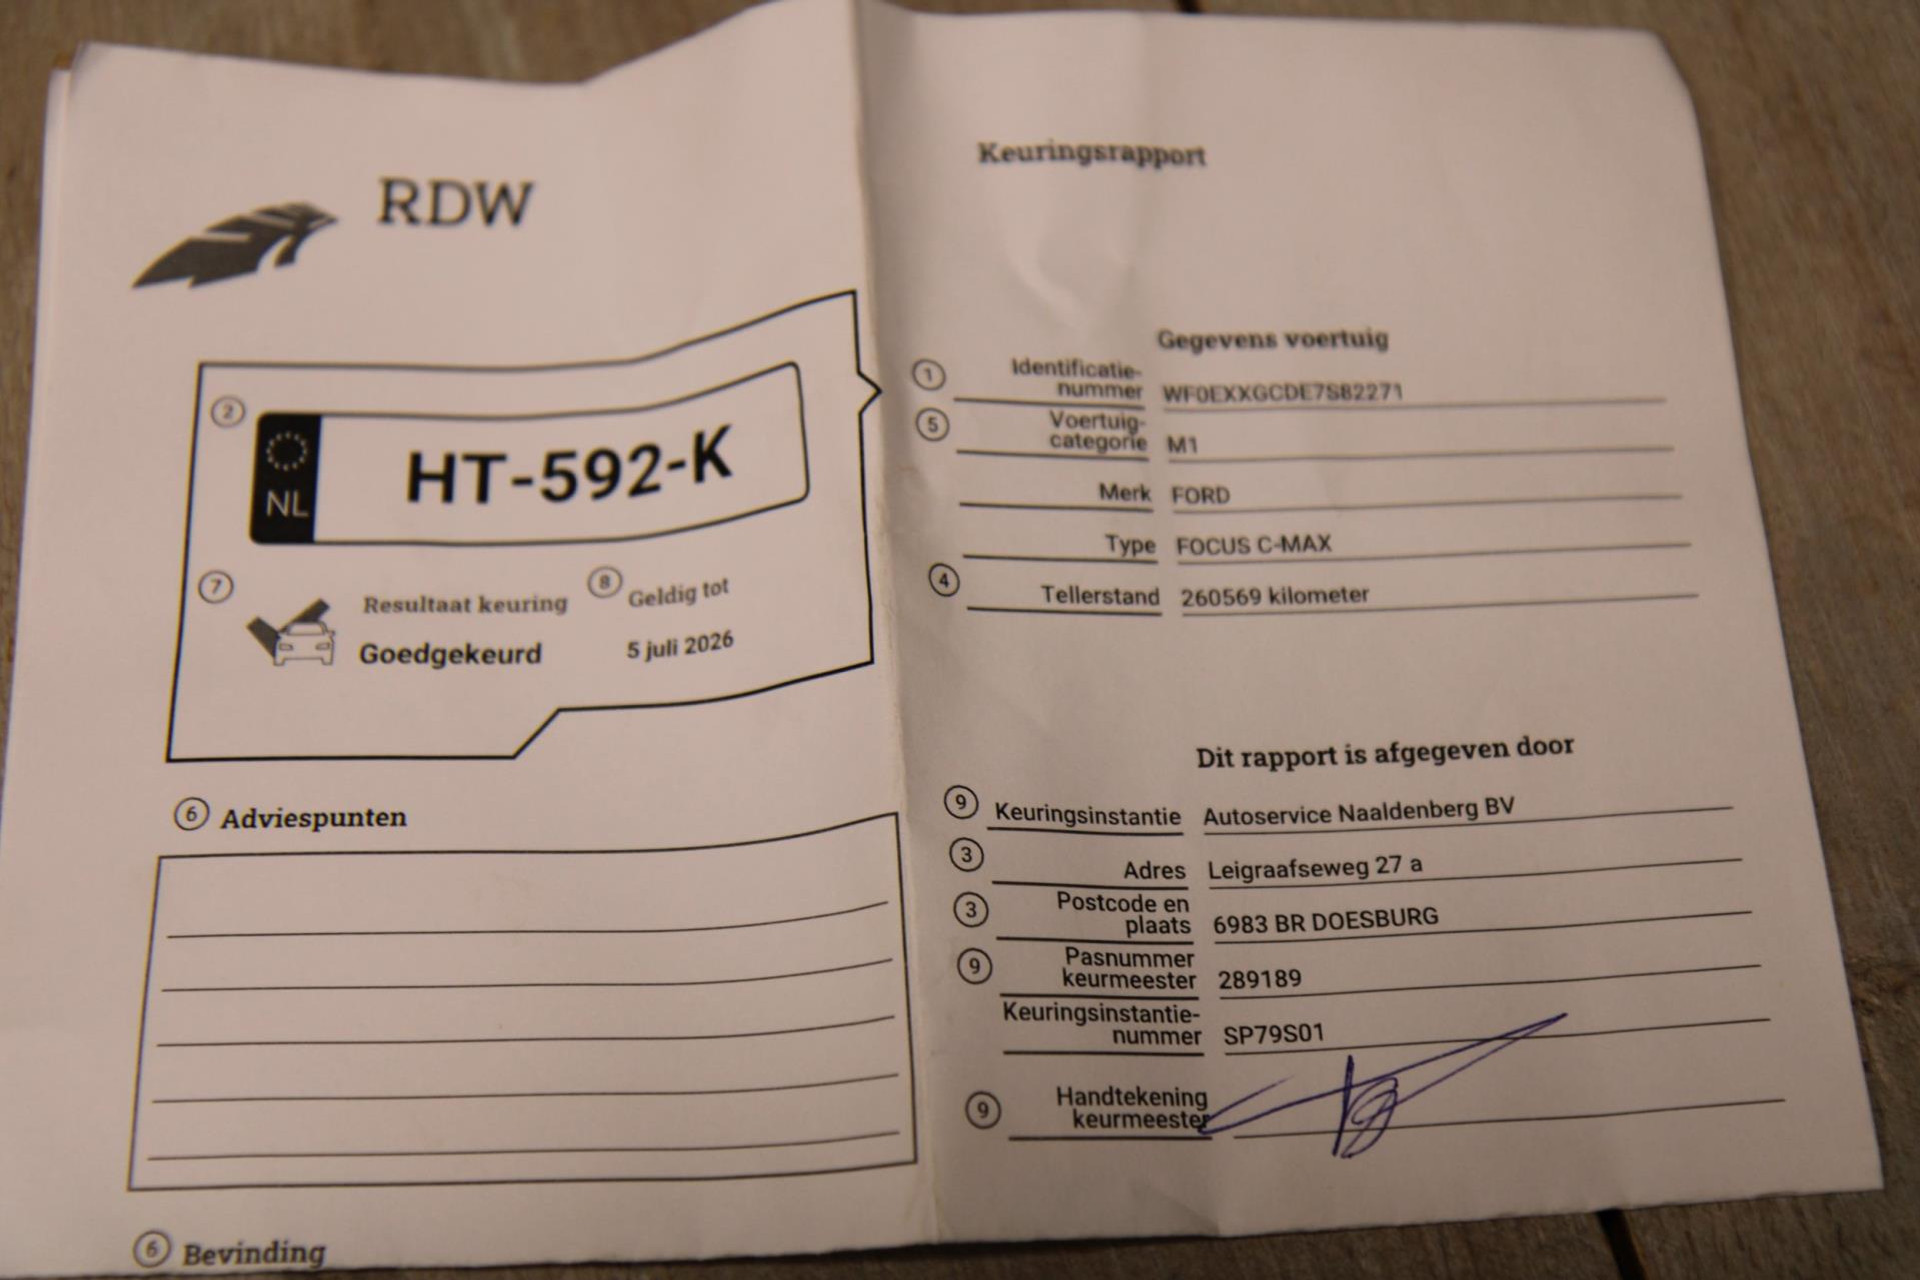 RDW
Keuringsrapport
2
NL
HT-592-K
7
Resultaat keuring
Goedgekeurd
8
Geldig tot
5 juli 2026
6 Adviespunten
6 Bevinding
Gegevens voertuig
1 Identificatie-
nummer WF0EXXGCDE7S82271
5 Voertuig-
categorie M1
Merk FORD
Type FOCUS C-MAX
4 Tellerstand 260569 kilometer
Dit rapport is afgegeven door
9 Keuringsinstantie Autoservice Naaldenberg BV
3 Adres Leigraafseweg 27 a
3 Postcode en
plaats 6983 BR DOESBURG
9 Pasnummer
keurmeester 289189
Keuringsinstantie-
nummer SP79S01
9 Handtekening
keurmeester